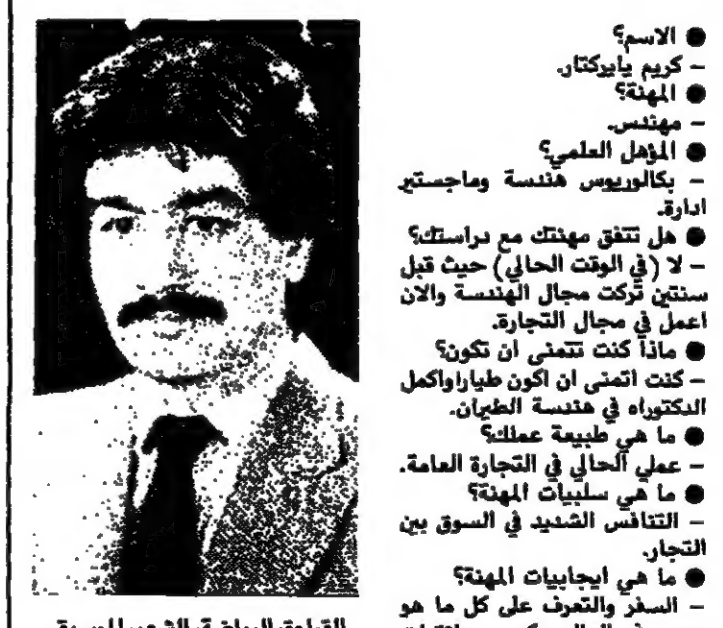 ● الاسم؟
– كريم يايركتار.
● المهنة؟
– مهندس.
● المؤهل العلمي؟
– بكالوريوس هندسة وماجستير
ادارة.
● هل تتفق مهنتك مع دراستك؟
– لا (في الوقت الحالي) حيث قبل
سنتين تركت مجال الهندسة والان
اعمل في مجال التجارة.
● ماذا كنت تتمنى ان تكون؟
– كنت اتمنى ان اكون طيارا واكمل
الدكتوراه في هندسة الطيران.
● ما هي طبيعة عملك؟
– عملي الحالي في التجارة العامة.
● ما هي سلبيات المهنة؟
– التنافس الشديد في السوق بين
التجار.
● ما هي ايجابيات المهنة؟
– السفر والتعرف على كل ما هو